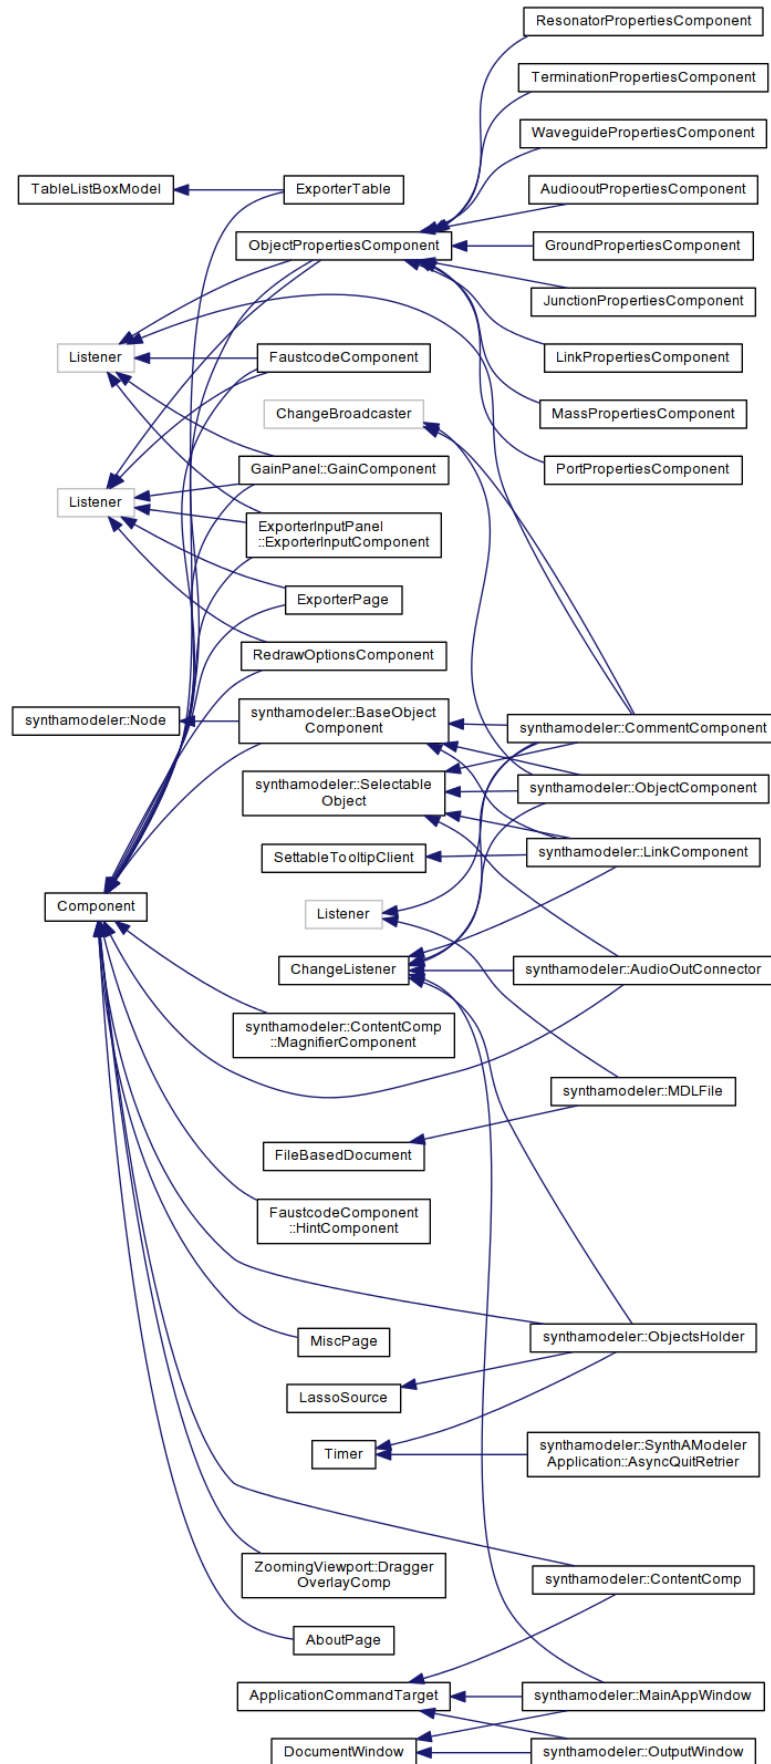 ResonatorPropertiesComponent
TerminationPropertiesComponent
WaveguidePropertiesComponent
TableListBoxModel
ExporterTable
AudiooutPropertiesComponent
ObjectPropertiesComponent
GroundPropertiesComponent
JunctionPropertiesComponent
Listener
FaustcodeComponent
LinkPropertiesComponent
ChangeBroadcaster
MassPropertiesComponent
GainPanel::GainComponent
PortPropertiesComponent
Listener
ExporterInputPanel
::ExporterInputComponent
ExporterPage
RedrawOptionsComponent
synthamodeler::Node
synthamodeler::BaseObject
Component
synthamodeler::CommentComponent
synthamodeler::Selectable
Object
synthamodeler::ObjectComponent
SettableTooltipClient
synthamodeler::LinkComponent
Component
Listener
ChangeListener
synthamodeler::AudioOutConnector
synthamodeler::ContentComp
::MagnifierComponent
synthamodeler::MDLFile
FileBasedDocument
FaustcodeComponent
::HintComponent
MiscPage
synthamodeler::ObjectsHolder
LassoSource
Timer
synthamodeler::SynthAModeler
Application::AsyncQuitRetrier
ZoomingViewport::Dragger
OverlayComp
synthamodeler::ContentComp
AboutPage
ApplicationCommandTarget
synthamodeler::MainAppWindow
DocumentWindow
synthamodeler::OutputWindow